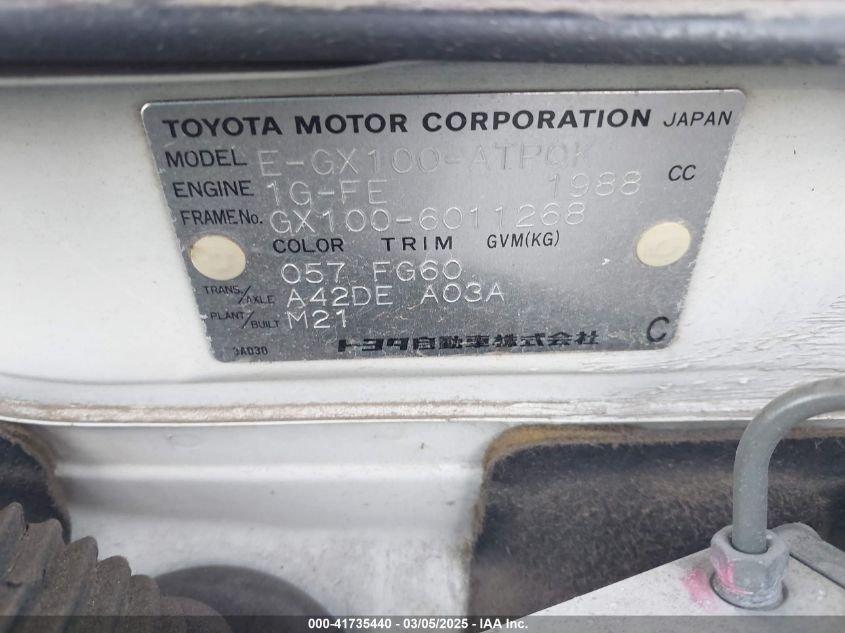 TOYOTA MOTOR CORPORATION JAPAN
MODEL E-GX100-ATPQK
ENGINE 1G-FE 1988 CC
FRAME No. GX100-6011268
COLOR TRIM GVM(KG)
057 FG60
TRANS./AXLE A42DE A03A
PLANT/BUILT M21
トヨタ自動車株式会社 C
3AD30
000-41735440 - 03/05/2025 - IAA Inc.